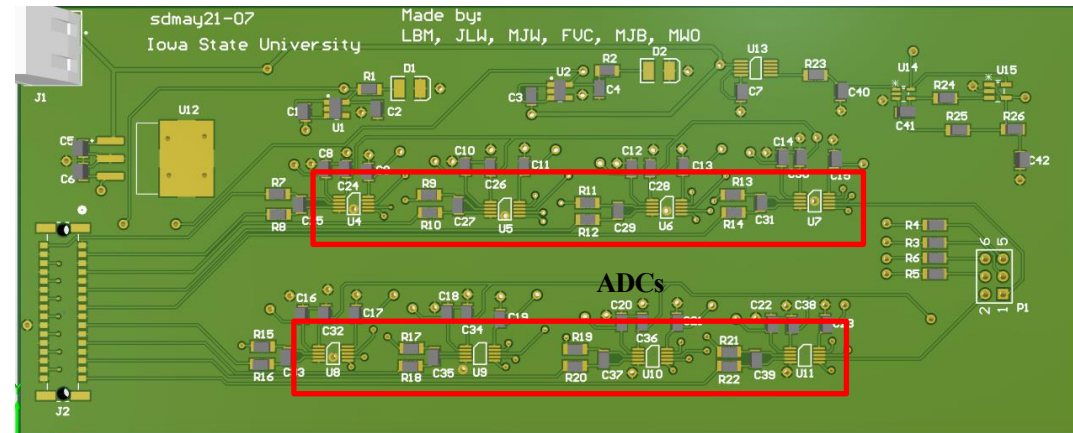 sdmay21-07
Iowa State University
Made by:
LBM, JLW, MJW, FVC, MJB, MWO
J1
U12
C5
C6
R1
D1
C1
U1
C2
U2
R2
D2
C3
C4
U13
C7
R23
C40
U14
C41
R24
U15
R25
R26
C42
C8
C24
R7
R8
U4
C10
C26
C11
R9
R10
C27
U5
C12
C28
C13
R11
R12
C29
U6
C14
C15
R13
R14
C31
U7
R4
R3
R6
R5
6 5
2 1
P1
ADCs
C16
C32
C17
R15
R16
U8
C18
C34
C19
R17
R18
C35
U9
C20
C36
R19
R20
C37
U10
C22
C38
R21
R22
C39
U11
J2